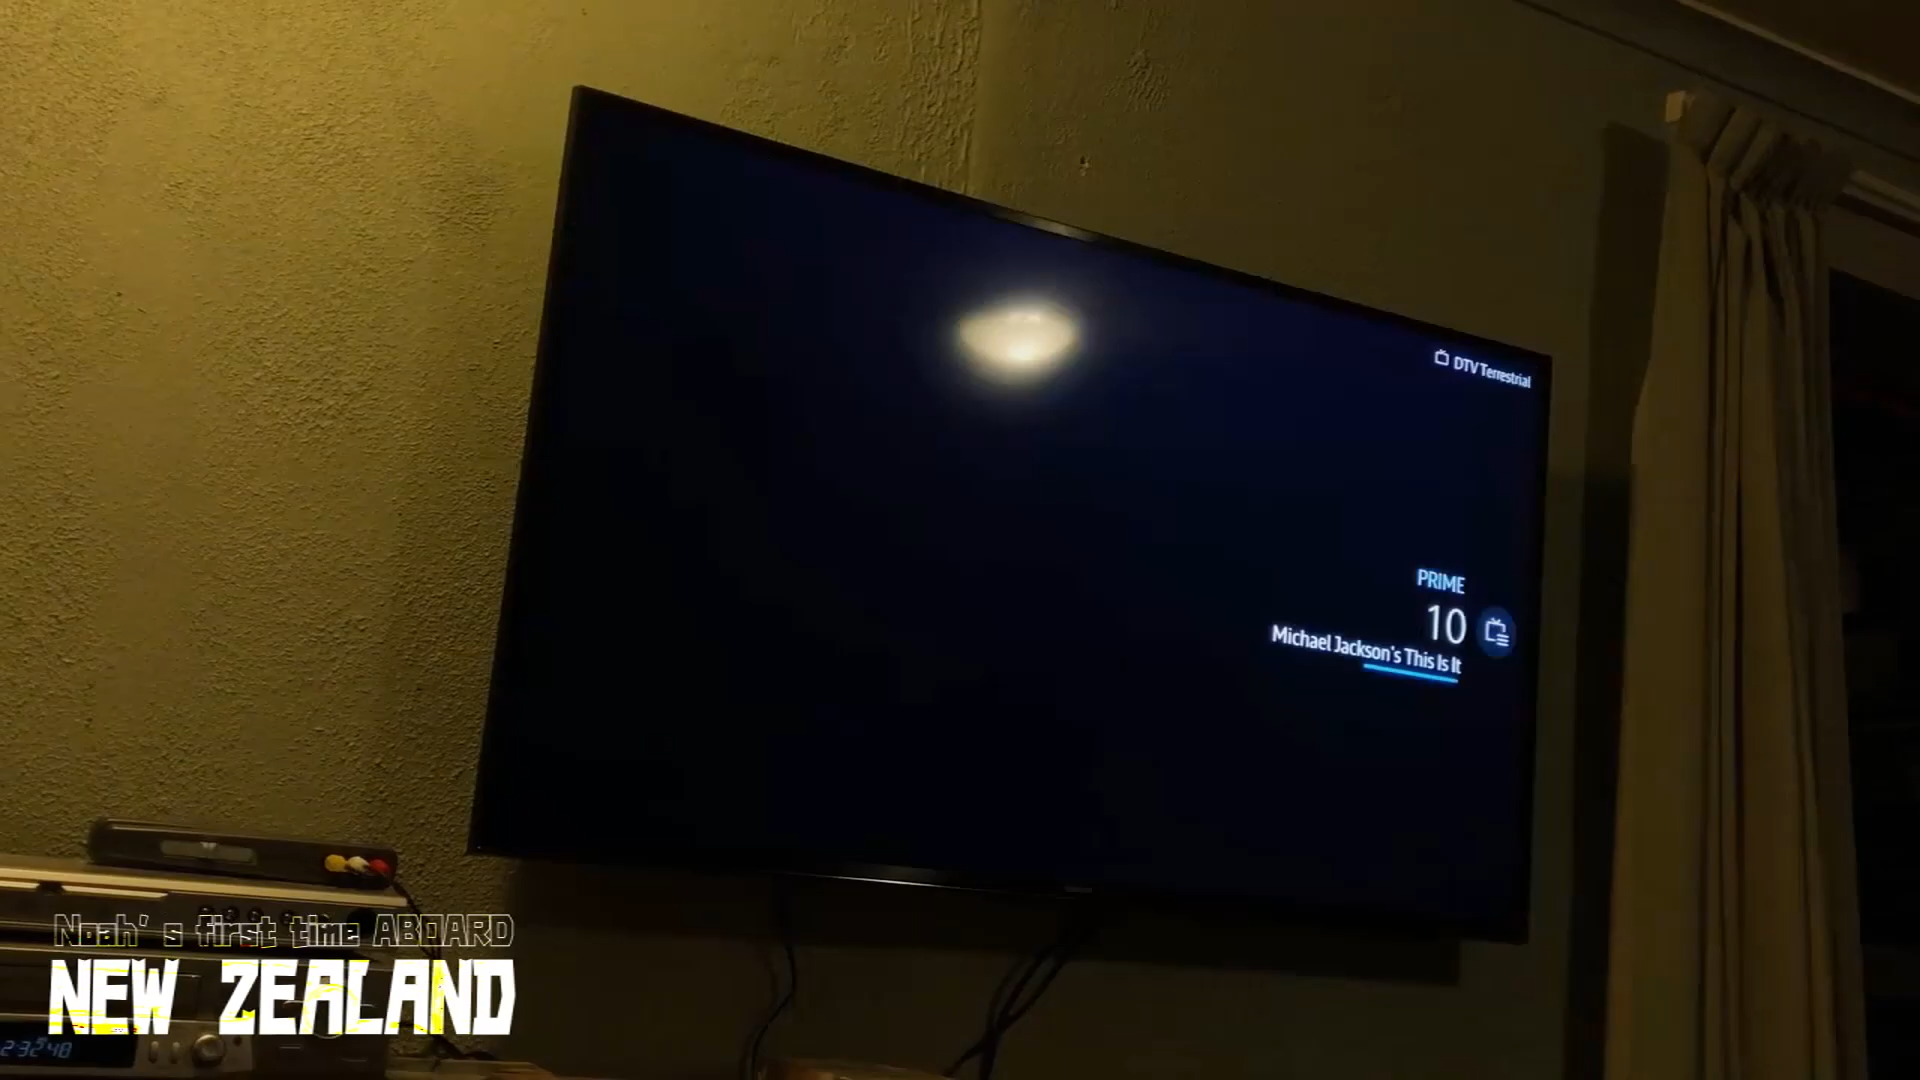 DTV Terrestrial
PRIME
10
Michael Jackson's This Is It
Noah's first time ABOARD
NEW ZEALAND